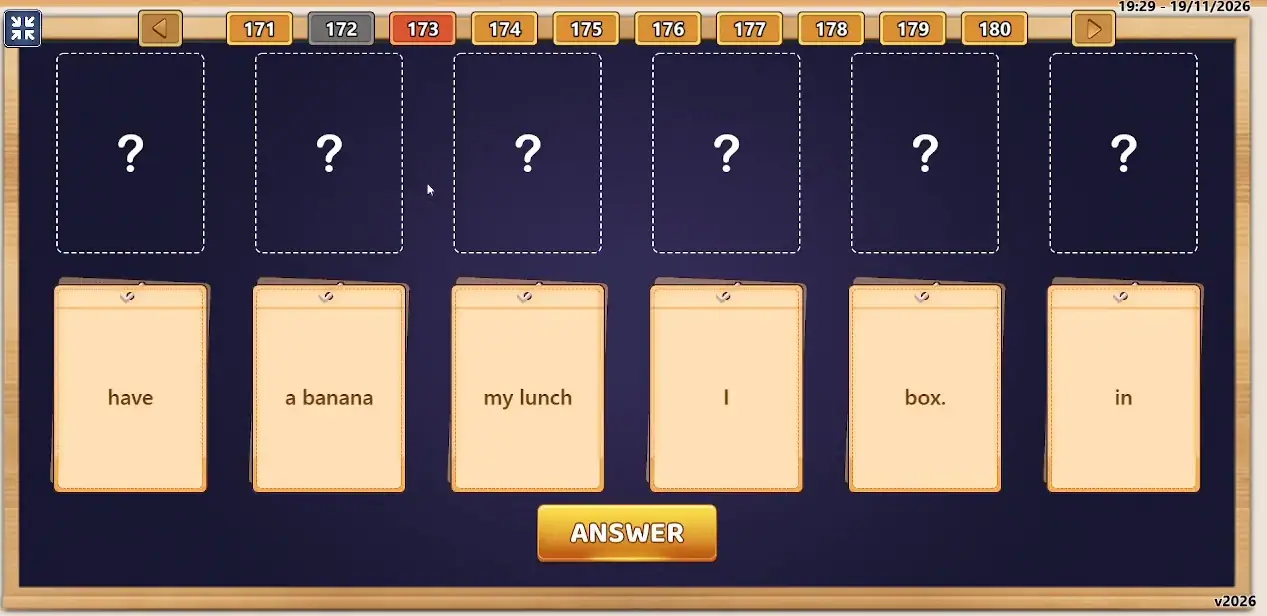 19:29 - 19/11/2026
171 172 173 174 175 176 177 178 179 180
? ? ? ? ? ?
have a banana my lunch I box. in
ANSWER
v2026